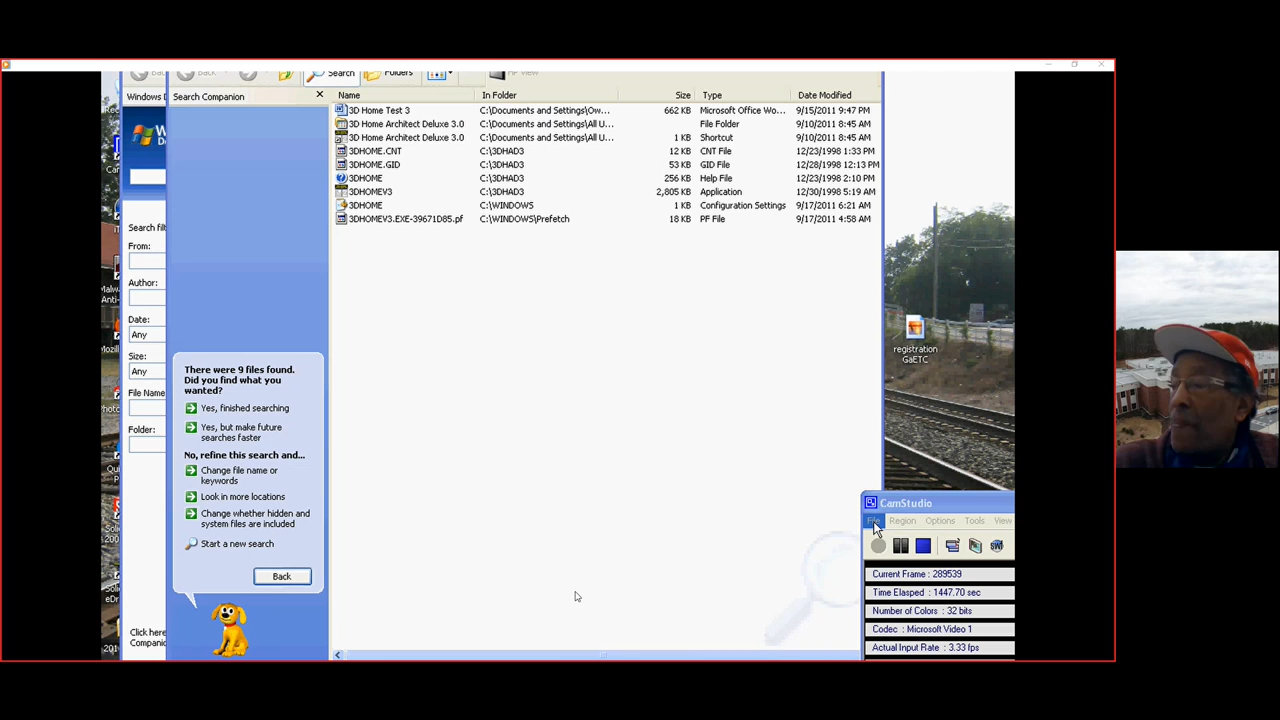 Back
Search
Folders
Windows D
Search Companion
Name In Folder Size Type Date Modified
3D Home Test 3 C:\Documents and Settings\Ow... 662 KB Microsoft Office Wo... 9/15/2011 9:47 PM
3D Home Architect Deluxe 3.0 C:\Documents and Settings\All U... File Folder 9/10/2011 8:45 AM
3D Home Architect Deluxe 3.0 C:\Documents and Settings\All U... 1 KB Shortcut 9/10/2011 8:45 AM
3DHOME.CNT C:\3DHAD3 12 KB CNT File 12/23/1998 1:33 PM
3DHOME.GID C:\3DHAD3 53 KB GID File 12/28/1998 12:13 PM
3DHOME C:\3DHAD3 256 KB Help File 12/23/1998 2:10 PM
3DHOMEV3 C:\3DHAD3 2,805 KB Application 12/30/1998 5:19 AM
3DHOME C:\WINDOWS 1 KB Configuration Settings 9/17/2011 6:21 AM
3DHOMEV3.EXE-39671D85.pf C:\WINDOWS\Prefetch 18 KB PF File 9/17/2011 4:58 AM
Search filt
From:
Author:
Date:
Any
Size:
Any
File Name
Folder:
Click here
Companio
Malw
Anti-
Mozil
There were 9 files found.
Did you find what you
wanted?
Yes, finished searching
Yes, but make future
searches faster
No, refine this search and...
Change file name or
keywords
Look in more locations
Change whether hidden and
system files are included
Start a new search
Back
registration
GaETC
CamStudio
File Region Options Tools View
Current Frame : 289539
Time Elasped : 1447.70 sec
Number of Colors : 32 bits
Codec : Microsoft Video 1
Actual Input Rate : 3.33 fps